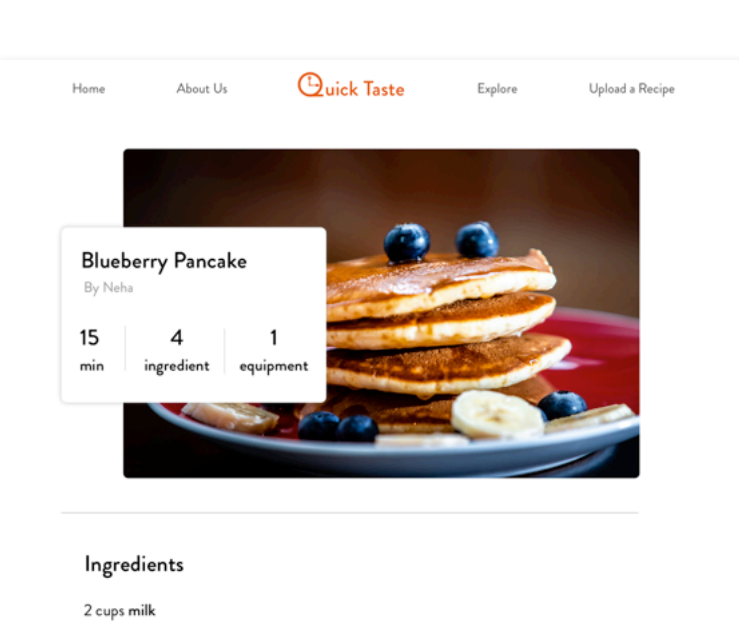 Home About Us Quick Taste Explore Upload a Recipe
Blueberry Pancake
By Neha
15 4 1
min ingredient equipment
Ingredients
2 cups milk